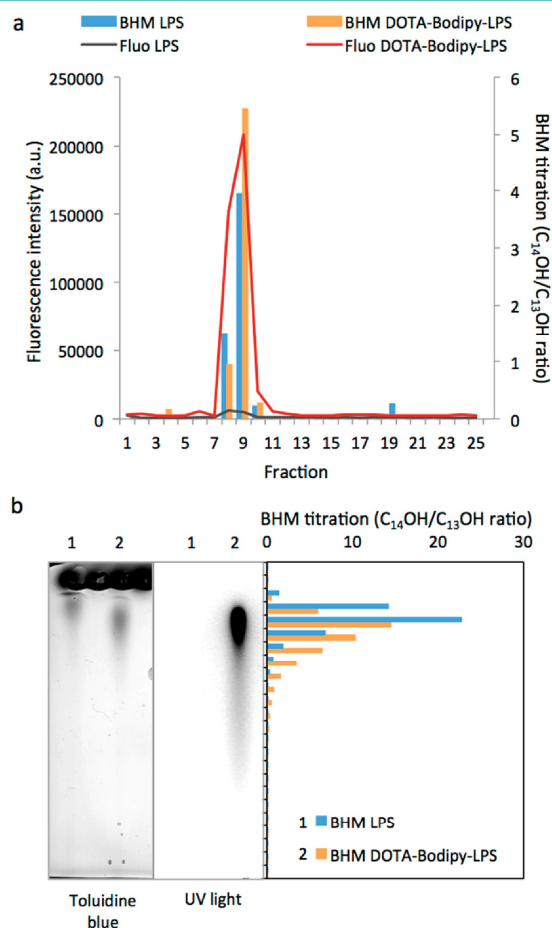 a
BHM LPS
BHM DOTA-Bodipy-LPS
Fluo LPS
Fluo DOTA-Bodipy-LPS
Fluorescence intensity (a.u.)
250000
200000
150000
100000
50000
0
1 3 5 7 9 11 13 15 17 19 21 23 25
Fraction
6
5
4
3
2
1
0
BHM titration (C₁₄OH/C₁₃OH ratio)
b
BHM titration (C₁₄OH/C₁₃OH ratio)
1 2 1 2 0 10 20 30
1 BHM LPS
2 BHM DOTA-Bodipy-LPS
Toluidine
blue
UV light